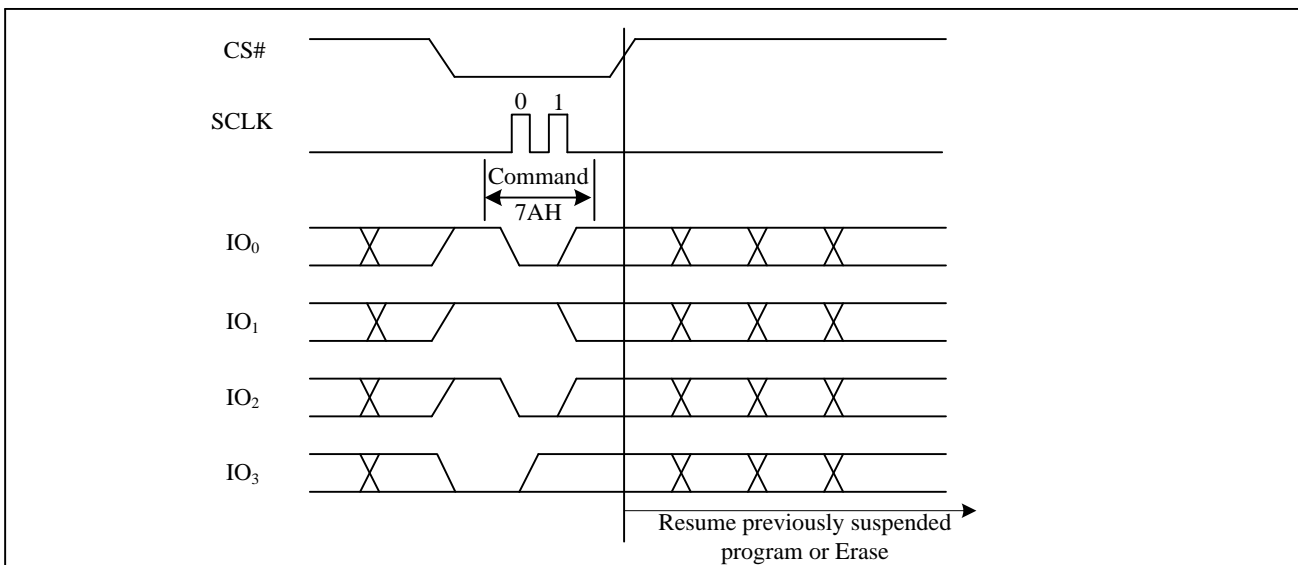 CS#
0 1
SCLK
Command
7AH
IO0
IO1
IO2
IO3
Resume previously suspended
program or Erase